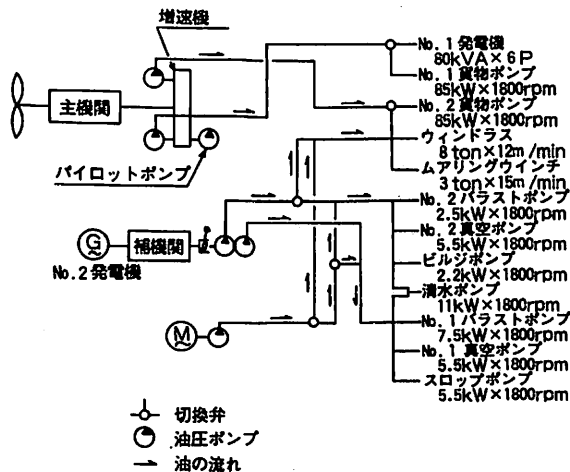 増速機
主機関
パイロットポンプ
G
補機関
No.2発電機
M
No.1 発電機
80kVA×6P
No.1 貨物ポンプ
85kW×1800rpm
No.2 貨物ポンプ
85kW×1800rpm
ウィンドラス
8ton×12m/min
ムアリングウインチ
3ton×15m/min
No.2 バラストポンプ
2.5kW×1800rpm
No.2 真空ポンプ
5.5kW×1800rpm
ビルジポンプ
2.2kW×1800rpm
清水ポンプ
11kW×1800rpm
No.1 バラストポンプ
7.5kW×1800rpm
No.1 真空ポンプ
5.5kW×1800rpm
スロップポンプ
5.5kW×1800rpm
切換弁
油圧ポンプ
油の流れ